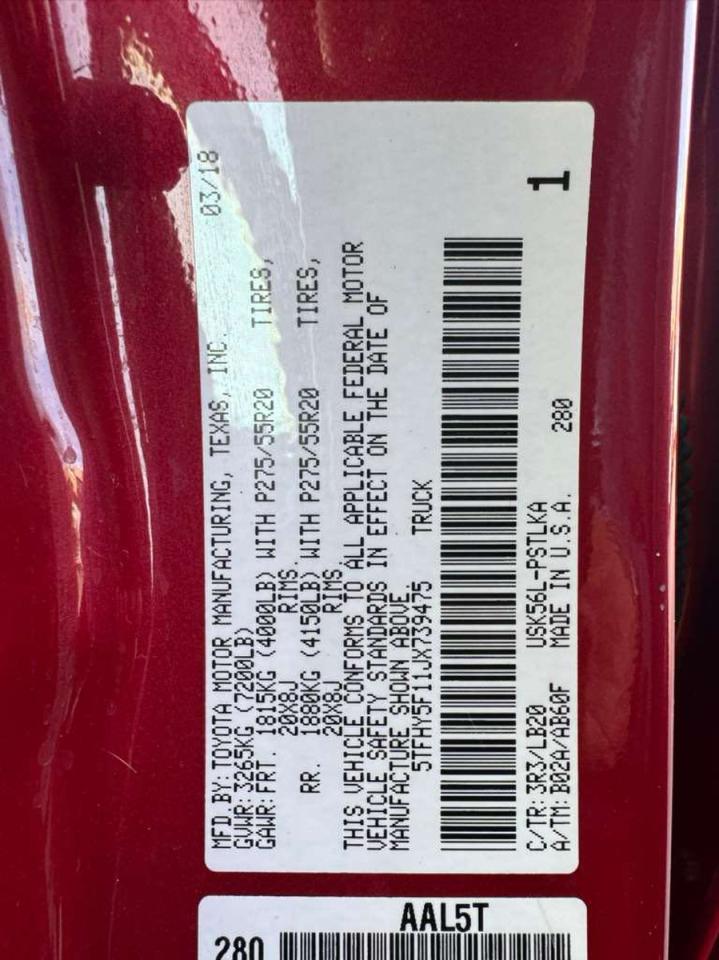 MFD.BY:TOYOTA MOTOR MANUFACTURING, TEXAS, INC. 03/18
GVWR:3265KG (7200LB)
GAWR:FRT. 1815KG (4000LB) WITH P275/55R20 TIRES,
20X8J RIMS.
RR. 1880KG (4150LB) WITH P275/55R20 TIRES,
20X8J RIMS.
THIS VEHICLE CONFORMS TO ALL APPLICABLE FEDERAL MOTOR
VEHICLE SAFETY STANDARDS IN EFFECT ON THE DATE OF
MANUFACTURE SHOWN ABOVE.
5TFHY5F11JX739475 TRUCK
C/TR:3R3/LB20 USK56L-PSTLKA 1
A/TM:B02A/AB60F MADE IN U.S.A. 280
AAL5T
280